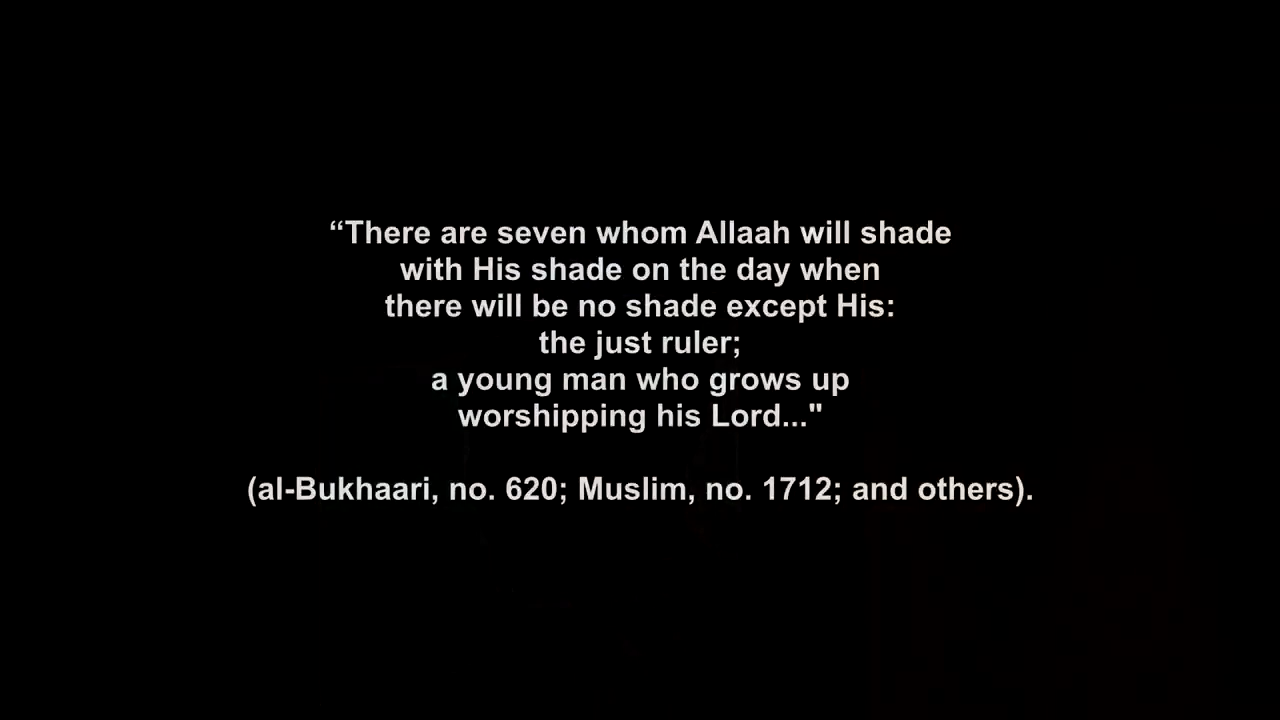 “There are seven whom Allaah will shade
with His shade on the day when
there will be no shade except His:
the just ruler;
a young man who grows up
worshipping his Lord..."
(al-Bukhaari, no. 620; Muslim, no. 1712; and others).